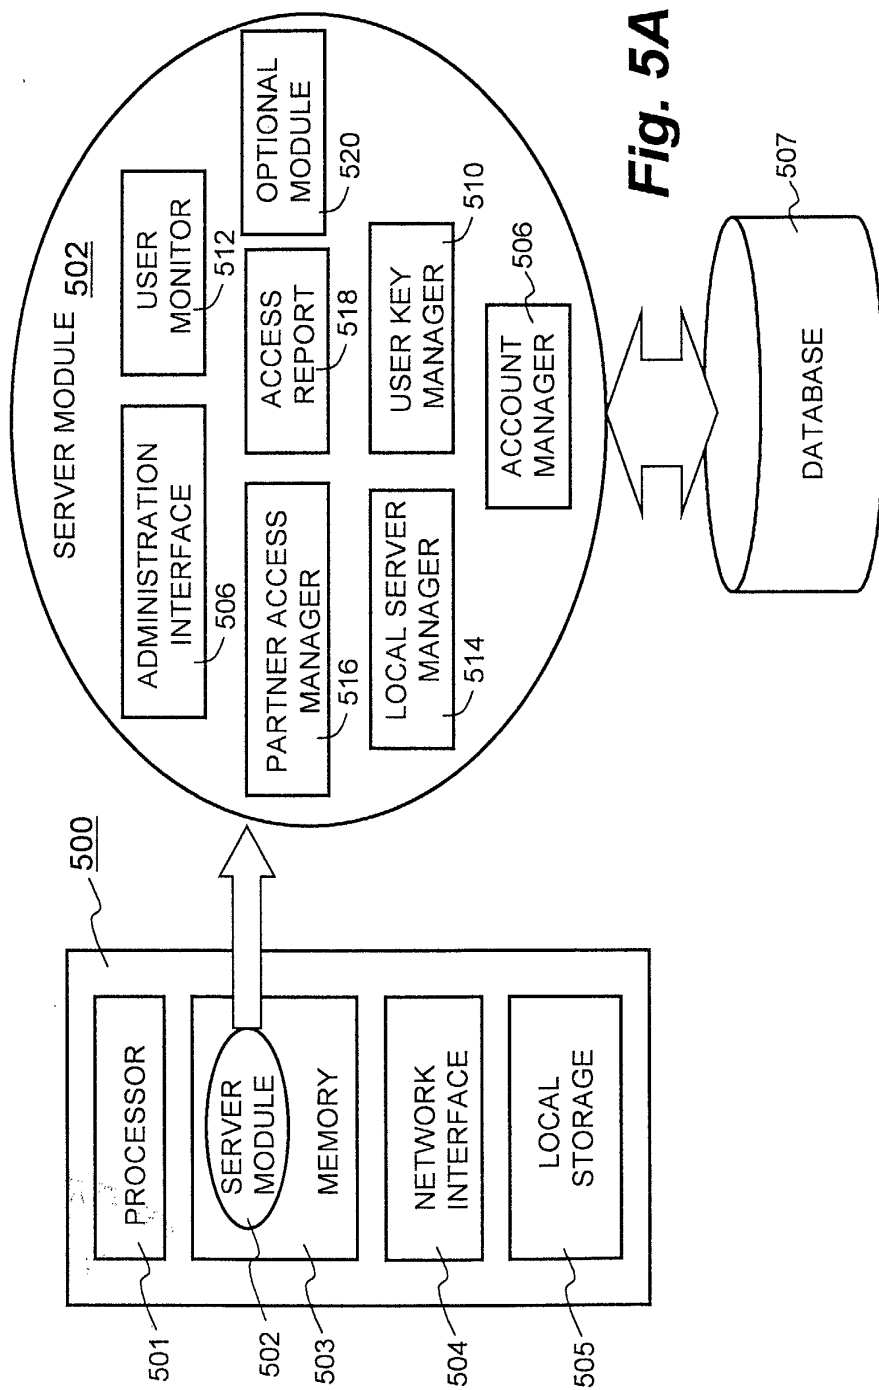 500
501
PROCESSOR
502
SERVER
MODULE
503
MEMORY
504
NETWORK
INTERFACE
505
LOCAL
STORAGE
SERVER MODULE 502
ADMINISTRATION
INTERFACE
506
USER
MONITOR
512
PARTNER ACCESS
MANAGER
516
ACCESS
REPORT
518
OPTIONAL
MODULE
520
LOCAL SERVER
MANAGER
514
USER KEY
MANAGER
510
ACCOUNT
MANAGER
506
DATABASE
507
Fig. 5A